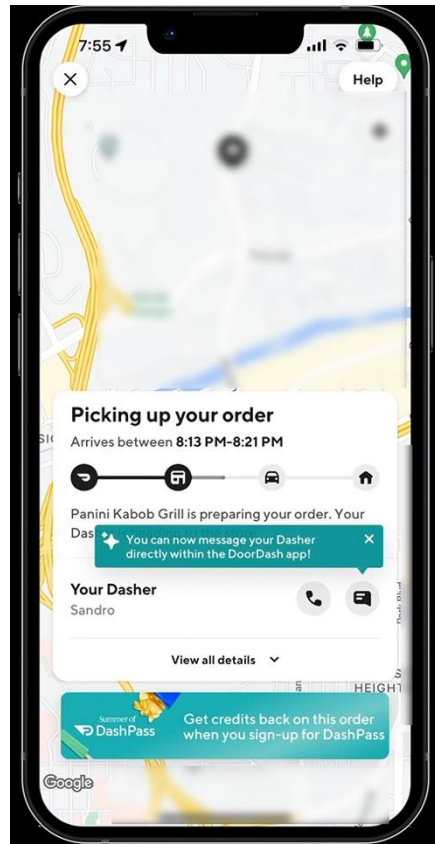 7:55
Help
Picking up your order
Arrives between 8:13 PM-8:21 PM
Panini Kabob Grill is preparing your order. Your
You can now message your Dasher
directly within the DoorDash app!
Your Dasher
Sandro
View all details
HEIGHT
Summer of
DashPass
Get credits back on this order
when you sign-up for DashPass
Google